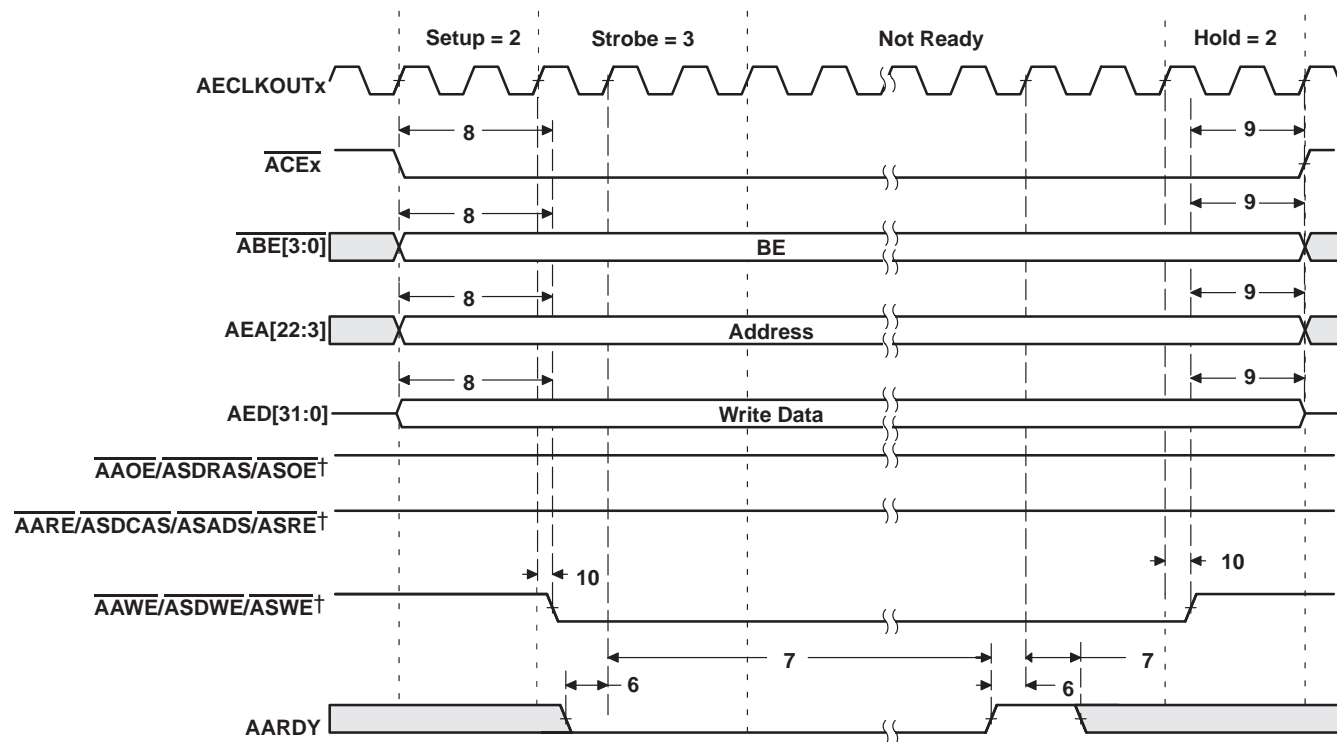 Setup = 2 Strobe = 3 Not Ready Hold = 2
AECLKOUTx
8 9
ACEx
8 9
ABE[3:0] BE
8 9
AEA[22:3] Address
8 9
AED[31:0] Write Data
AAOE/ASDRAS/ASOE†
AARE/ASDCAS/ASADS/ASRE†
10 10
AAWE/ASDWE/ASWE†
7 7
6 6
AARDY